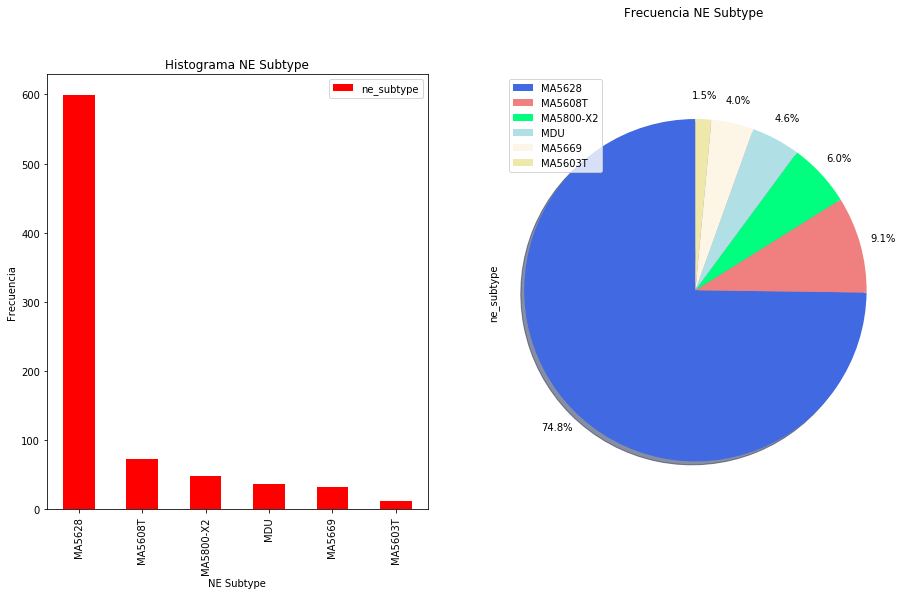 Histograma NE Subtype
ne_subtype
Frecuencia
600
500
400
300
200
100
0
MA5628
MA5608T
MA5800-X2
MDU
MA5669
MA5603T
NE Subtype
Frecuencia NE Subtype
MA5628
MA5608T
MA5800-X2
MDU
MA5669
MA5603T
ne_subtype
1.5%
4.0%
4.6%
6.0%
9.1%
74.8%